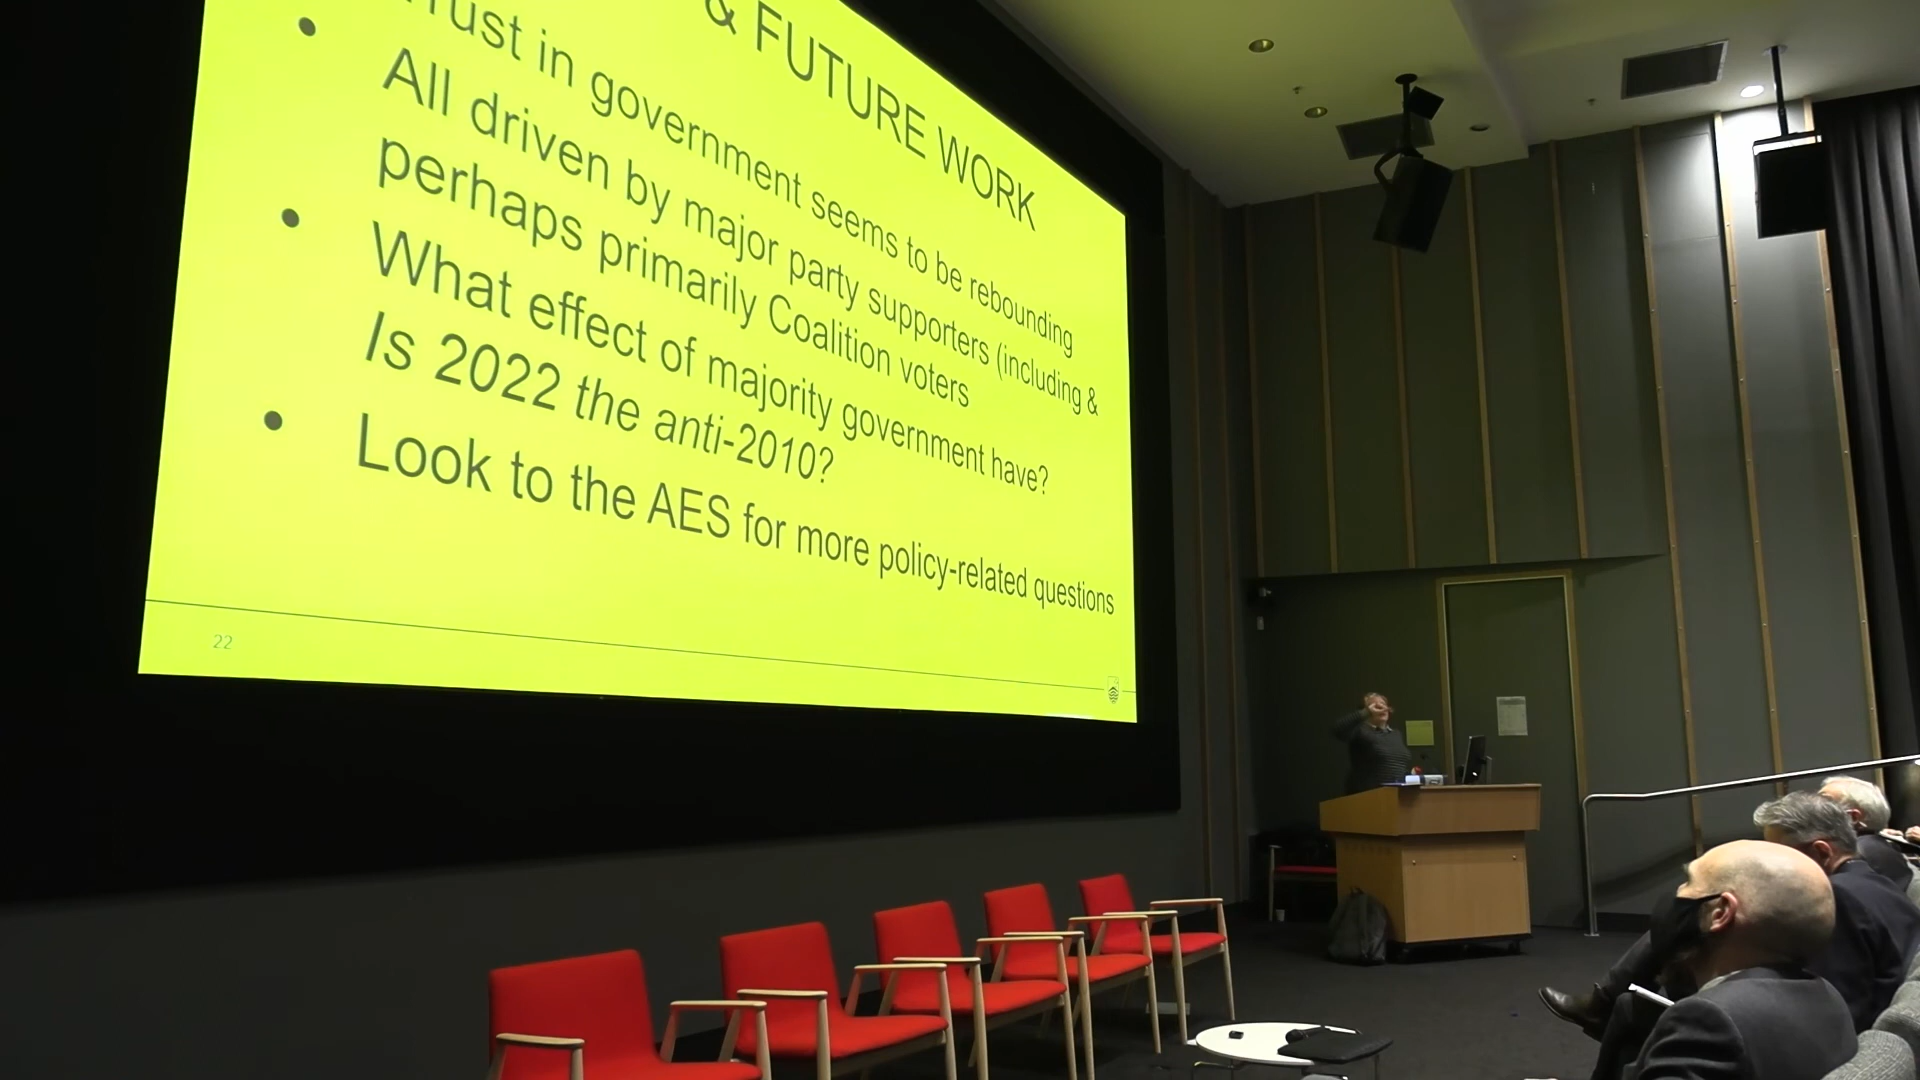 & FUTURE WORK
Trust in government seems to be rebounding
All driven by major party supporters (including &
perhaps primarily Coalition voters
What effect of majority government have?
Is 2022 the anti-2010?
Look to the AES for more policy-related questions
22